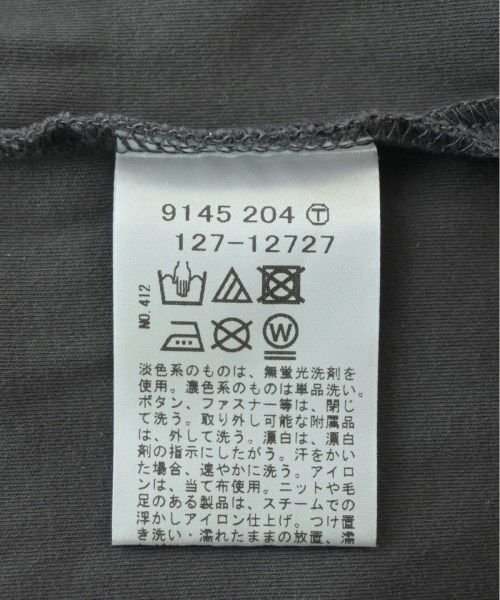 9145 204 Ⓣ
127-12727
NO.412
W
淡色系のものは、無蛍光洗剤を
使用。濃色系のものは単品洗い。
ボタン、ファスナー等は、閉じ
て洗う。取り外し可能な附属品
は、外して洗う。漂白は、漂白
剤の指示にしたがう。汗をかい
た場合、速やかに洗う。アイロ
ンは、当て布使用。ニットや毛
足のある製品は、スチームでの
浮かしアイロン仕上げ。つけ置
き洗い・濡れたままの放置、濡